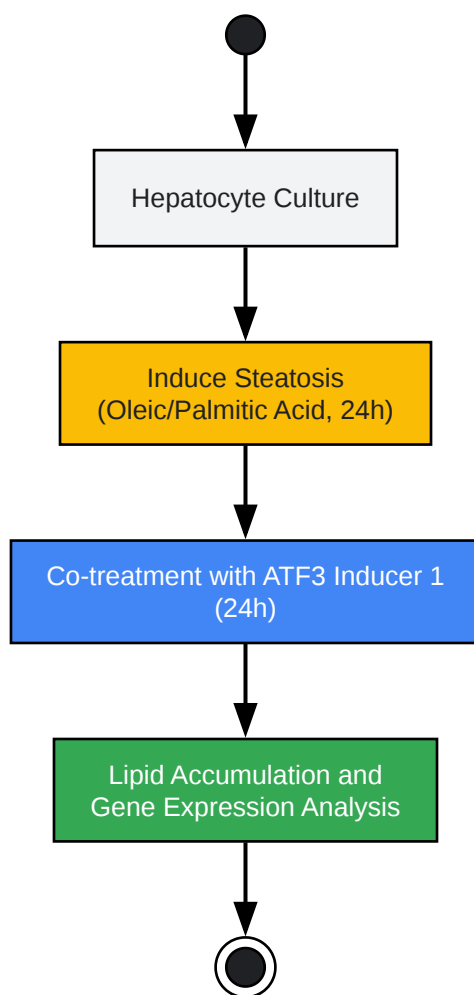 Hepatocyte Culture
Induce Steatosis
(Oleic/Palmitic Acid, 24h)
Co-treatment with ATF3 Inducer 1
(24h)
Lipid Accumulation and
Gene Expression Analysis